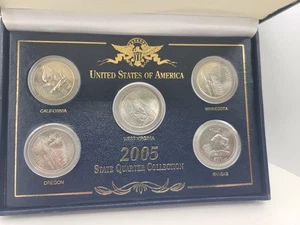 UNITED STATES OF AMERICA
CALIFORNIA
MINNESOTA
WEST VIRGINIA
2005
STATE QUARTER COLLECTION
OREGON
KANSAS